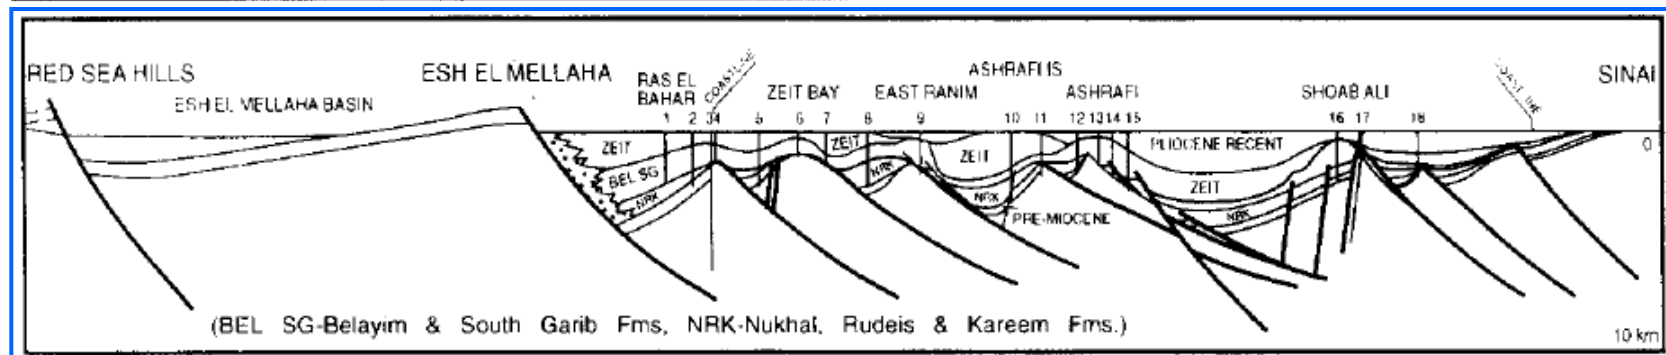 RED SEA HILLS
ESH EL MELLAHA BASIN
ESH EL MELLAHA
RAS EL
BAHAR
COASTLINE
ZEIT BAY
EAST RANIM
ASHRAFI IS
ASHRAFI
SHOAB ALI
SINAI
1 2 3 4 5 6 7 8 9 10 11 12 13 14 15 16 17 18
0
ZEIT
BEL SG
NRK
ZEIT
NRK
ZEIT
NRK
PRE-MIOCENE
PLIOCENE RECENT
ZEIT
NRK
(BEL SG-Belayim & South Garib Fms, NRK-Nukhal, Rudeis & Kareem Fms.)
10 km